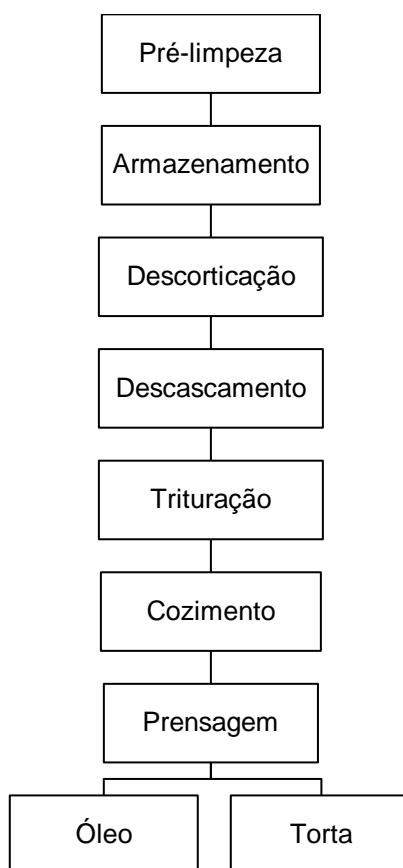 Pré-limpeza
Armazenamento
Descorticação
Descascamento
Trituração
Cozimento
Prensagem
Óleo
Torta